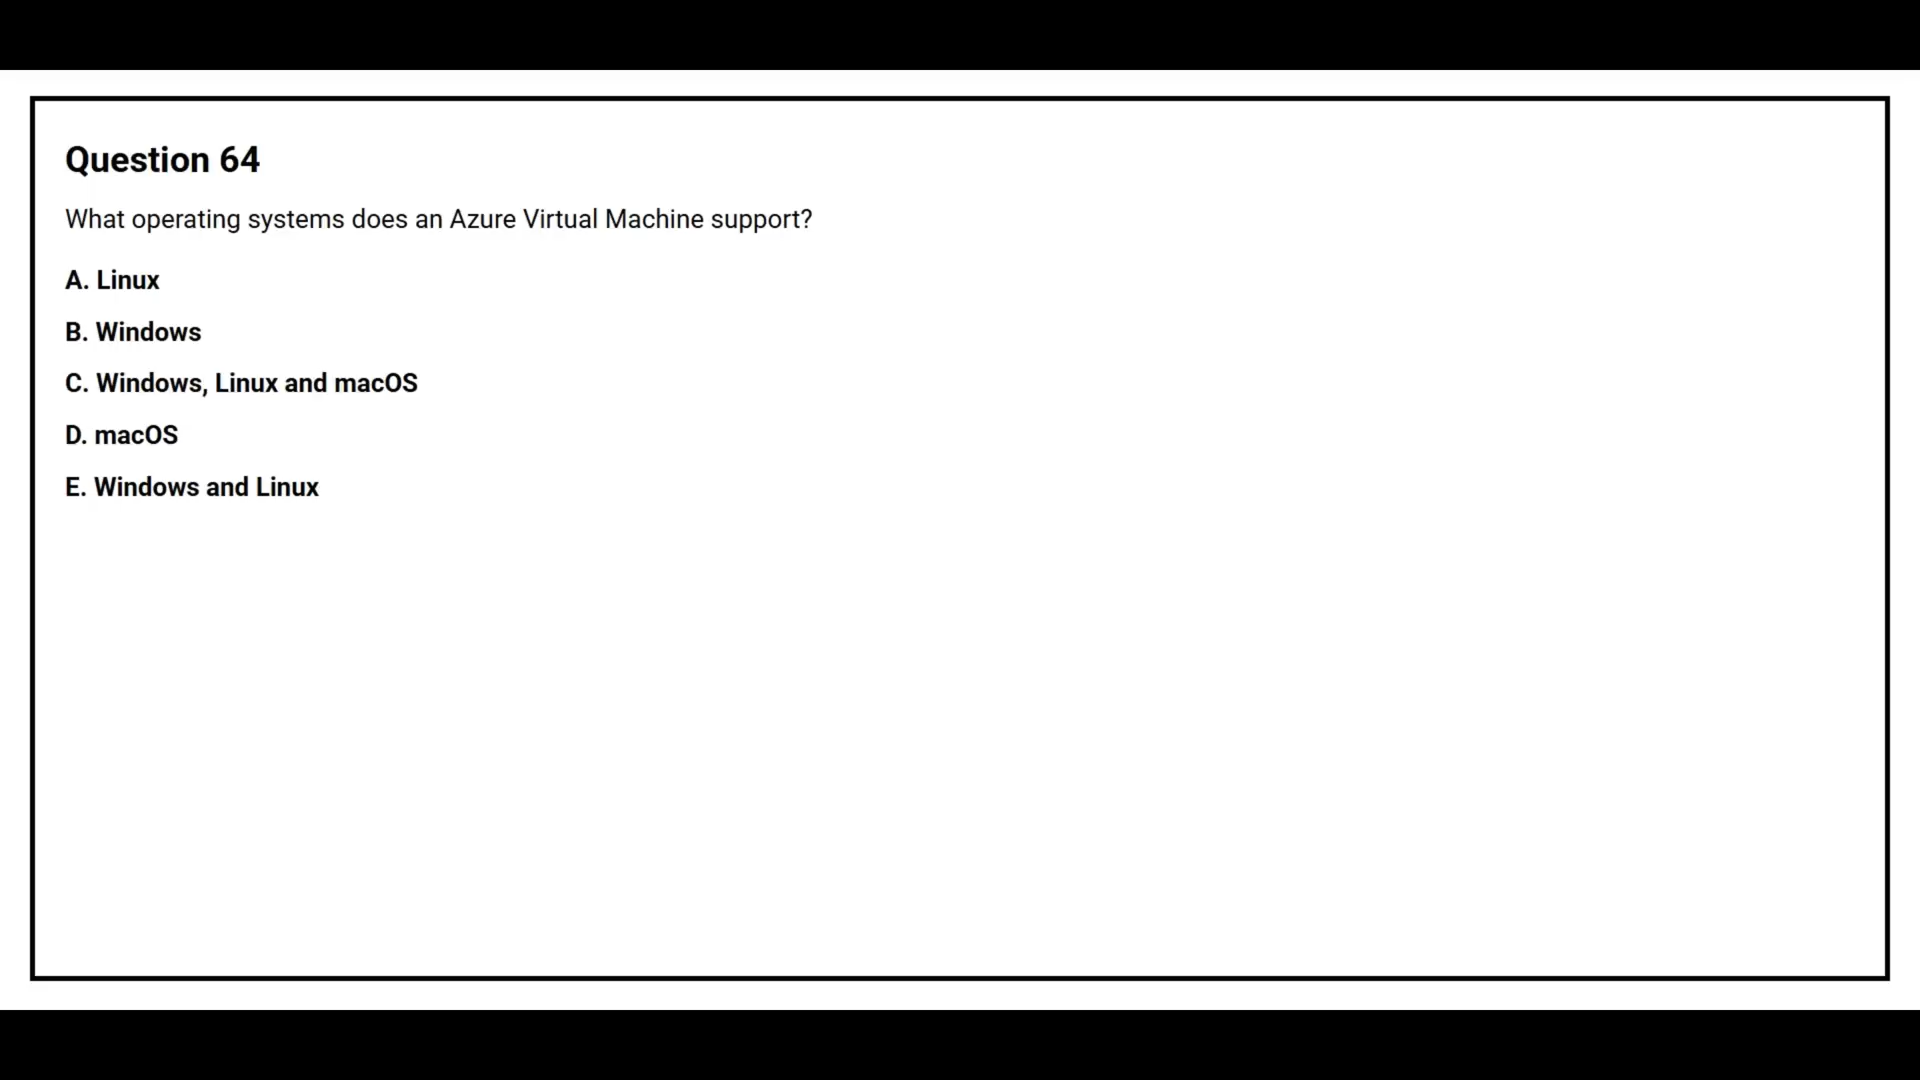 Question 64
What operating systems does an Azure Virtual Machine support?
A. Linux
B. Windows
C. Windows, Linux and macOS
D. macOS
E. Windows and Linux